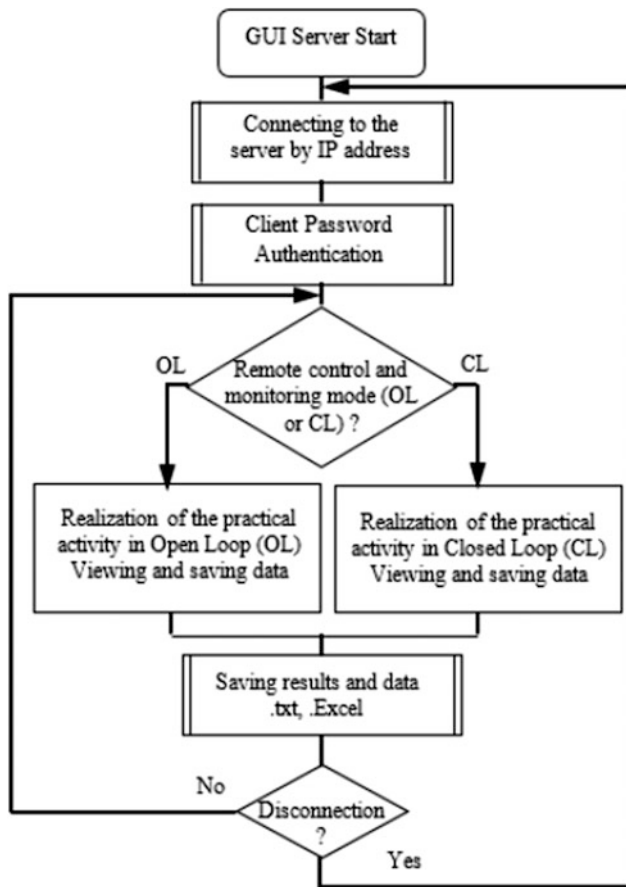 GUI Server Start
Connecting to the
server by IP address
Client Password
Authentication
OL
CL
Remote control and
monitoring mode (OL
or CL) ?
Realization of the practical
activity in Open Loop (OL)
Viewing and saving data
Realization of the practical
activity in Closed Loop (CL)
Viewing and saving data
Saving results and data
.txt, .Excel
No
Disconnection
?
Yes